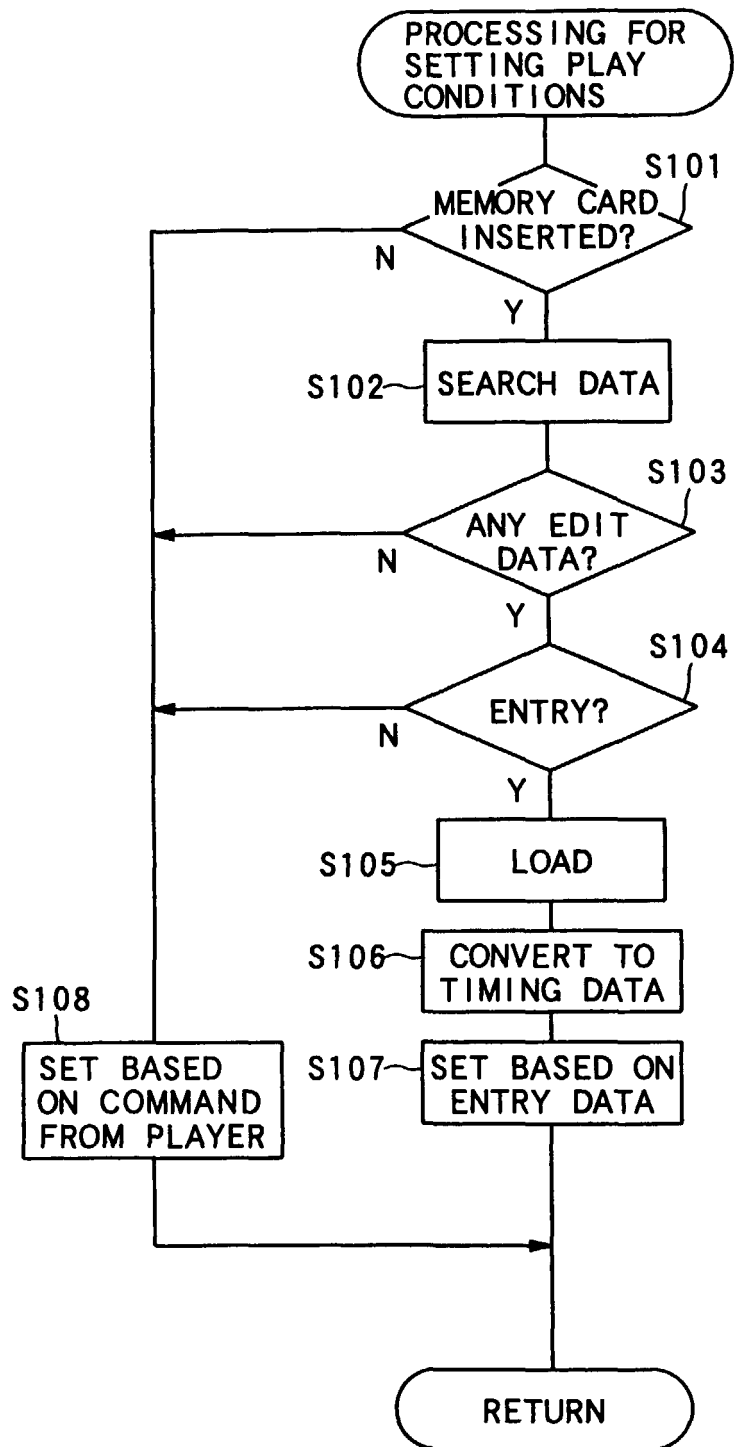 PROCESSING FOR
SETTING PLAY
CONDITIONS
S101
MEMORY CARD
INSERTED?
N
Y
S102
SEARCH DATA
S103
ANY EDIT
DATA?
N
Y
S104
ENTRY?
N
Y
S105
LOAD
S106
CONVERT TO
TIMING DATA
S108
SET BASED
ON COMMAND
FROM PLAYER
S107
SET BASED ON
ENTRY DATA
RETURN